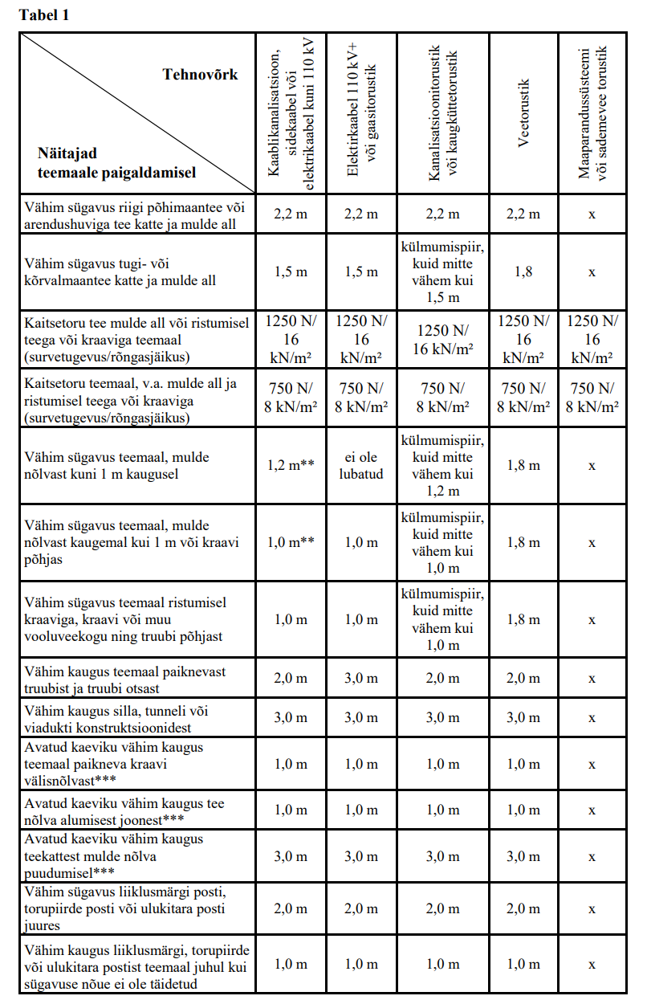 Tabel 1
Tehnovõrk
Näitajad
teemaale paigaldamisel
Kaablikanalisatsioon,
sidekaabel või
elektrikaabel kuni 110 kV
Elektirkaabel 110 kV+
või gaasitorustik
Kanalisatsioonitorustik
või kaugküttetorustik
Veetorustik
Maaparandussüsteemi
või sademevee torustik
Vähim sügavus riigi põhimaantee või
arendushuviga tee katte ja mulde all
2,2 m
2,2 m
2,2 m
2,2 m
x
Vähim sügavus tugi- või
kõrvalmaantee katte ja mulde all
1,5 m
1,5 m
külmumispiir,
kuid mitte
vähem kui
1,5 m
1,8
x
Kaitsetoru tee mulde all või ristumisel
teega või kraaviga teemaal
(survetugevus/rõngasjäikus)
1250 N/
16
kN/m²
1250 N/
16
kN/m²
1250 N/
16 kN/m²
1250 N/
16
kN/m²
1250 N/
16
kN/m²
Kaitsetoru teemaal, v.a. mulde all ja
ristumisel teega või kraaviga
(survetugevus/rõngasjäikus)
750 N/
8 kN/m²
750 N/
8 kN/m²
750 N/
8 kN/m²
750 N/
8 kN/m²
750 N/
8 kN/m²
Vähim sügavus teemaal, mulde
nõlvast kuni 1 m kaugusel
1,2 m**
ei ole
lubatud
külmumispiir,
kuid mitte
vähem kui
1,2 m
1,8 m
x
Vähim sügavus teemaal, mulde
nõlvast kaugemal kui 1 m või kraavi
põhjas
1,0 m**
1,0 m
külmumispiir,
kuid mitte
vähem kui
1,0 m
1,8 m
x
Vähim sügavus teemaal ristumisel
kraaviga, kraavi või muu
vooluveekogu ning truubi põhjast
1,0 m
1,0 m
külmumispiir,
kuid mitte
vähem kui
1,0 m
1,8 m
x
Vähim kaugus teemaal paiknevast
truubist ja truubi otsast
2,0 m
3,0 m
2,0 m
2,0 m
x
Vähim kaugus silla, tunneli või
viadukti konstruktsioonidest
3,0 m
3,0 m
3,0 m
3,0 m
x
Avatud kaeviku vähim kaugus
teemaal paikneva kraavi
välisnõlvast***
1,0 m
1,0 m
1,0 m
1,0 m
x
Avatud kaeviku vähim kaugus tee
nõlva alumisest joonest***
1,0 m
1,0 m
1,0 m
1,0 m
x
Avatud kaeviku vähim kaugus
teekattest mulde nõlva
puudumisel***
3,0 m
3,0 m
3,0 m
3,0 m
x
Vähim sügavus liiklusmärgi posti,
torupiirde posti või ulukitara posti
juures
2,0 m
2,0 m
2,0 m
2,0 m
x
Vähim kaugus liiklusmärgi, torupiirde
või ulukitara postist teemaal juhul kui
sügavuse nõue ei ole täidetud
1,0 m
1,0 m
1,0 m
1,0 m
x